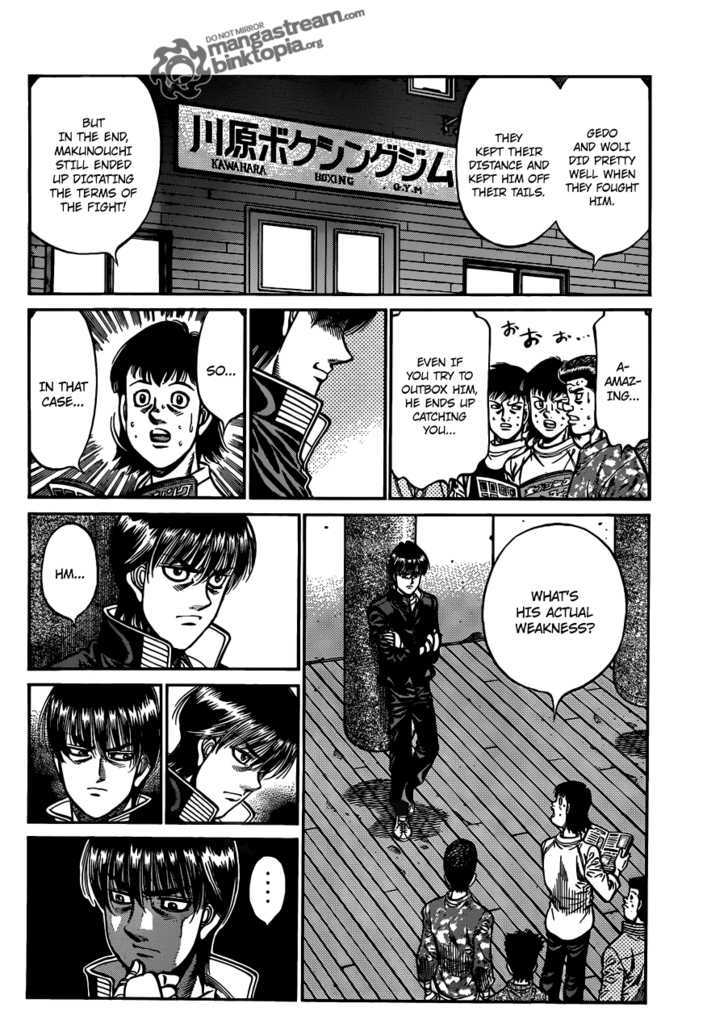 DO NOT MIRROR
mangastream.com
binktopia.org
GEDO
AND WOLI
DID PRETTY
WELL WHEN
THEY FOUGHT
HIM.
THEY
KEPT THEIR
DISTANCE AND
KEPT HIM OFF
THEIR TAILS.
川原ボクシングジム
KAWAHARA BOXING G.Y.M
BUT
IN THE END,
MAKUNOUCHI
STILL ENDED
UP DICTATING
THE TERMS OF
THE FIGHT!
おぉおぉ…
A-
AMAZ-
ING...
EVEN IF
YOU TRY TO
OUTBOX HIM,
HE ENDS UP
CATCHING
YOU...
SO...
IN THAT
CASE...
WHAT'S
HIS ACTUAL
WEAKNESS?
HM...
....